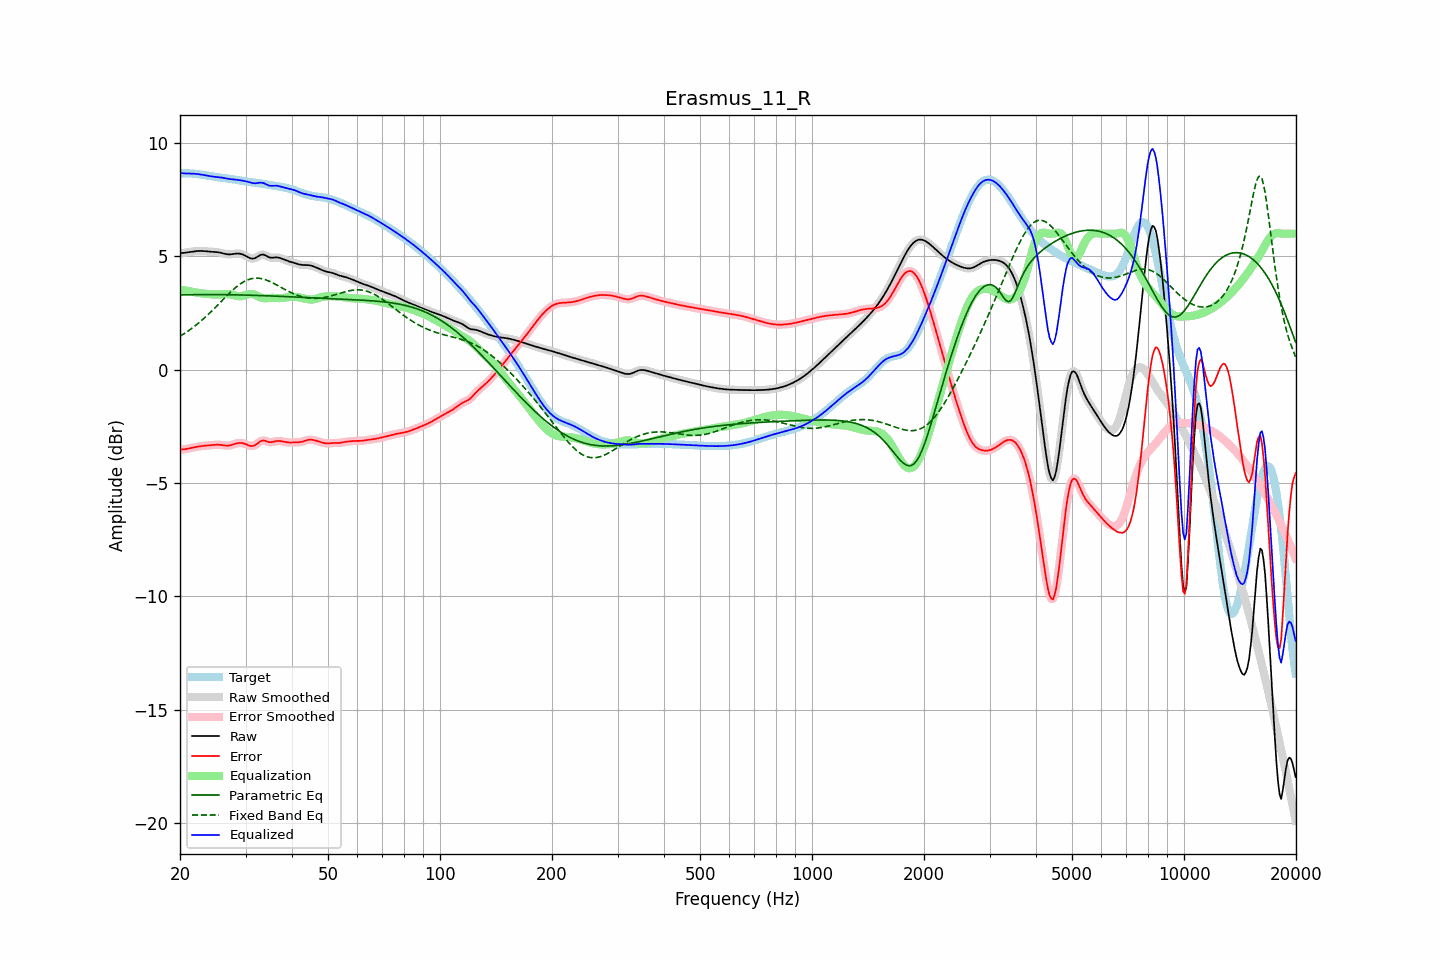 Erasmus_11_R
Amplitude (dBr)
10
5
0
−5
−10
−15
−20
Target
Raw Smoothed
Error Smoothed
Raw
Error
Equalization
Parametric Eq
Fixed Band Eq
Equalized
20 50 100 200 500 1000 2000 5000 10000 20000
Frequency (Hz)